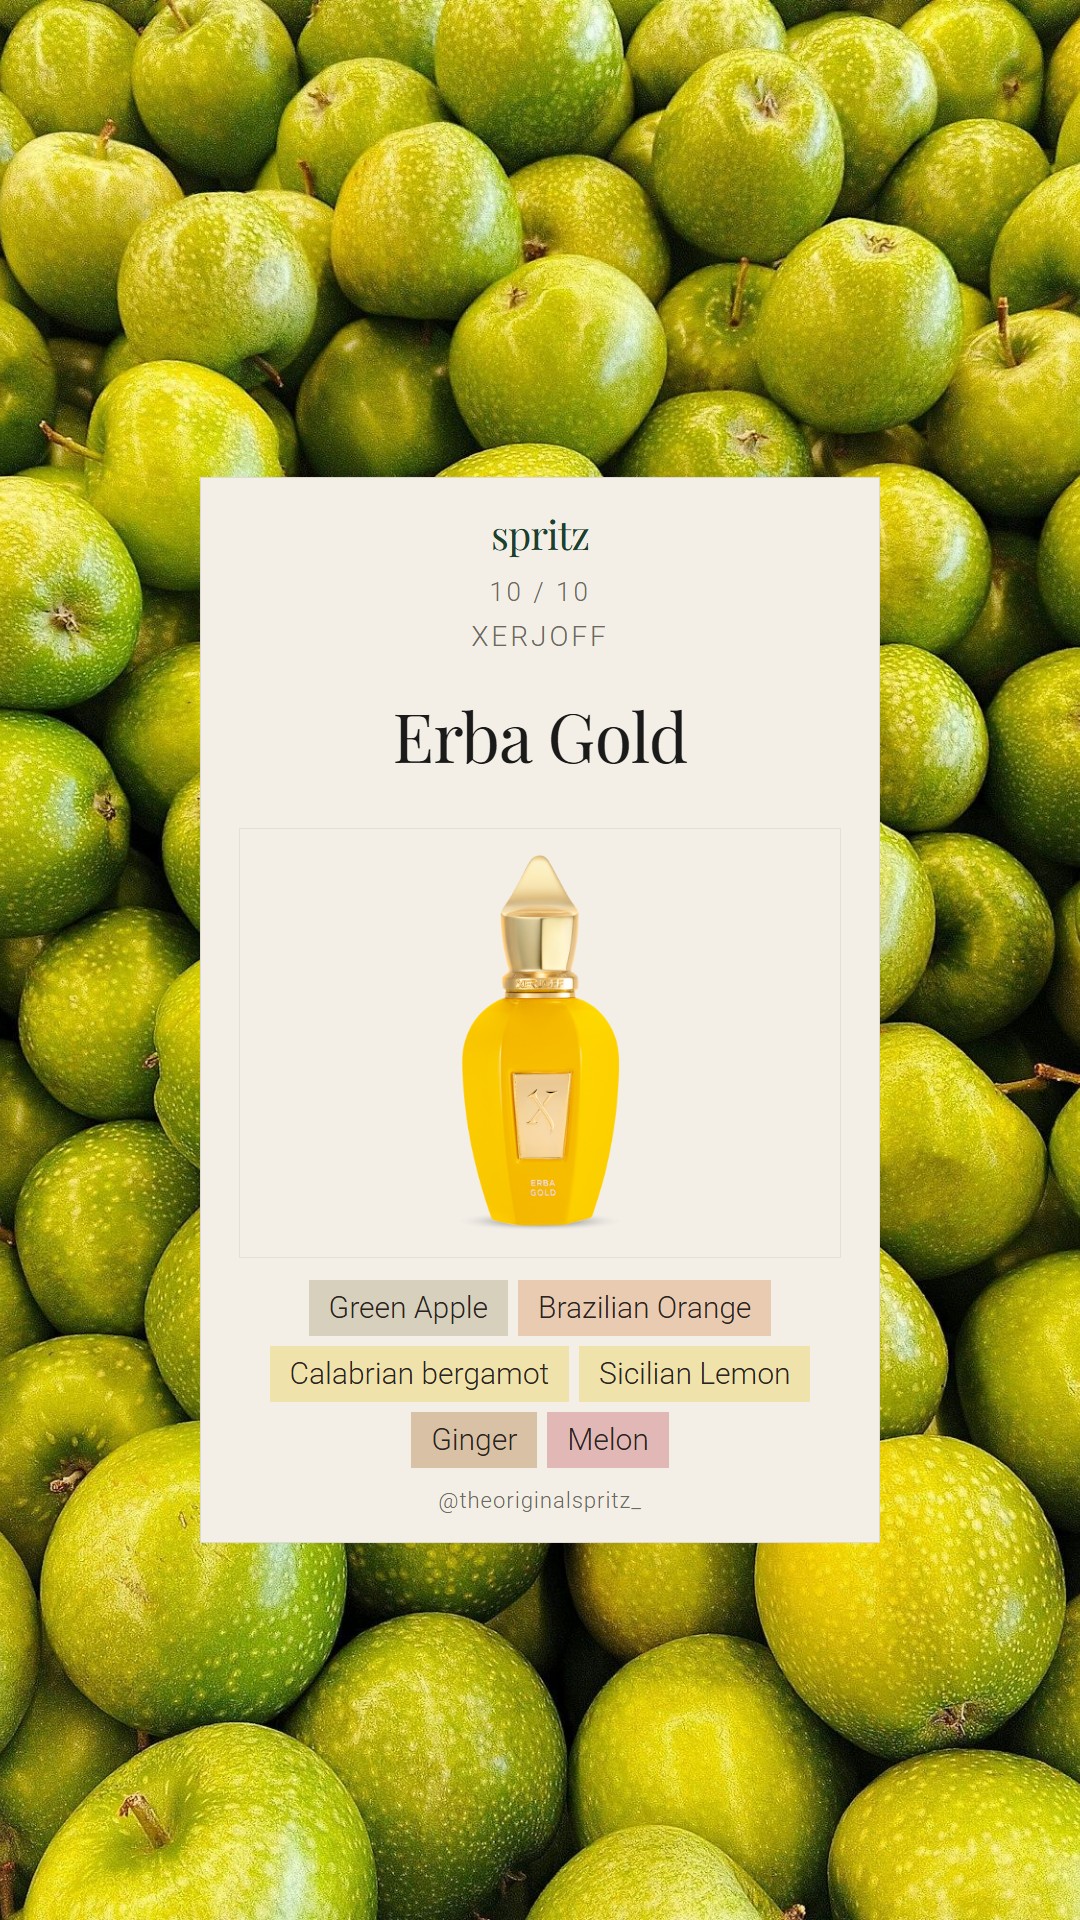 spritz
10 / 10
XERJOFF
Erba Gold
XERJOFF
X
ERBA
GOLD
Green Apple Brazilian Orange
Calabrian bergamot Sicilian Lemon
Ginger Melon
@theoriginalspritz_